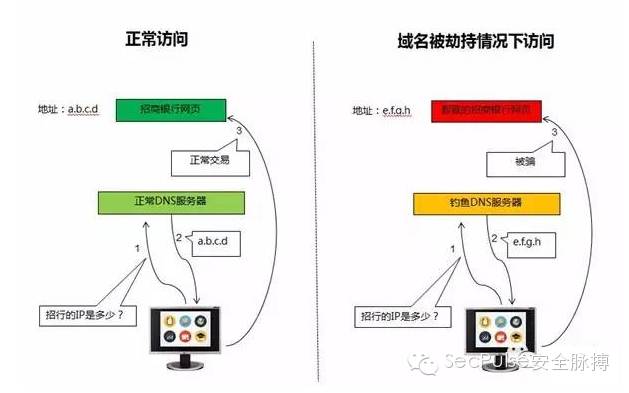 正常访问
域名被劫持情况下访问
地址：a.b.c.d
招商银行网页
地址：e.f.g.h
假冒的招商银行网页
3
3
正常交易
被骗
正常DNS服务器
钓鱼DNS服务器
1
2
a.b.c.d
1
2
e.f.g.h
招行的IP是多少？
招行的IP是多少？
SecPulse安全脉搏